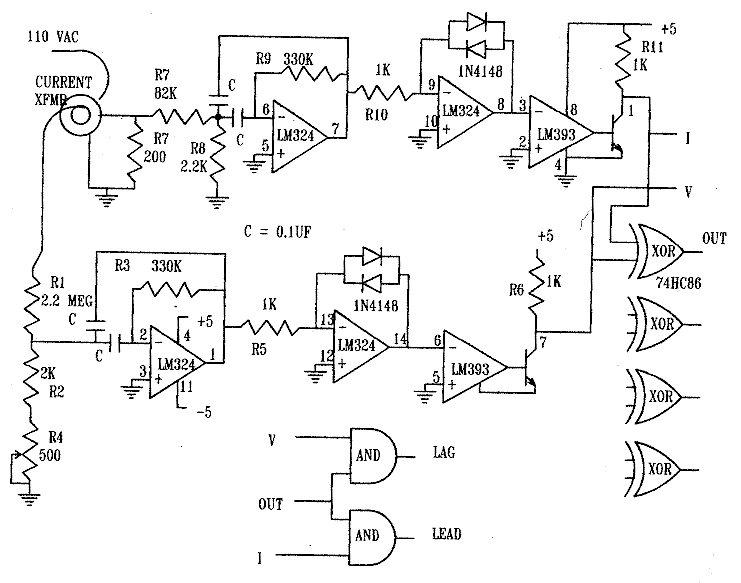 110 VAC
CURRENT
XFMR
R7
82K
R7
200
R8
2.2K
C
C
R9 330K
6
5
LM324
7
1K
R10
1N4148
9
10
LM324
8
3
2
LM393
8
4
R11
1K
+5
1
I
V
C = 0.1UF
XOR
OUT
74HC86
XOR
XOR
XOR
R1
2.2 MEG
C
C
2K
R2
R4
500
R3 330K
+5
2
3
4
LM324
1
11
-5
1K
R5
1N4148
13
12
LM324
14
6
5
LM393
+5
R6
1K
7
V
AND
LAG
OUT
AND
LEAD
I